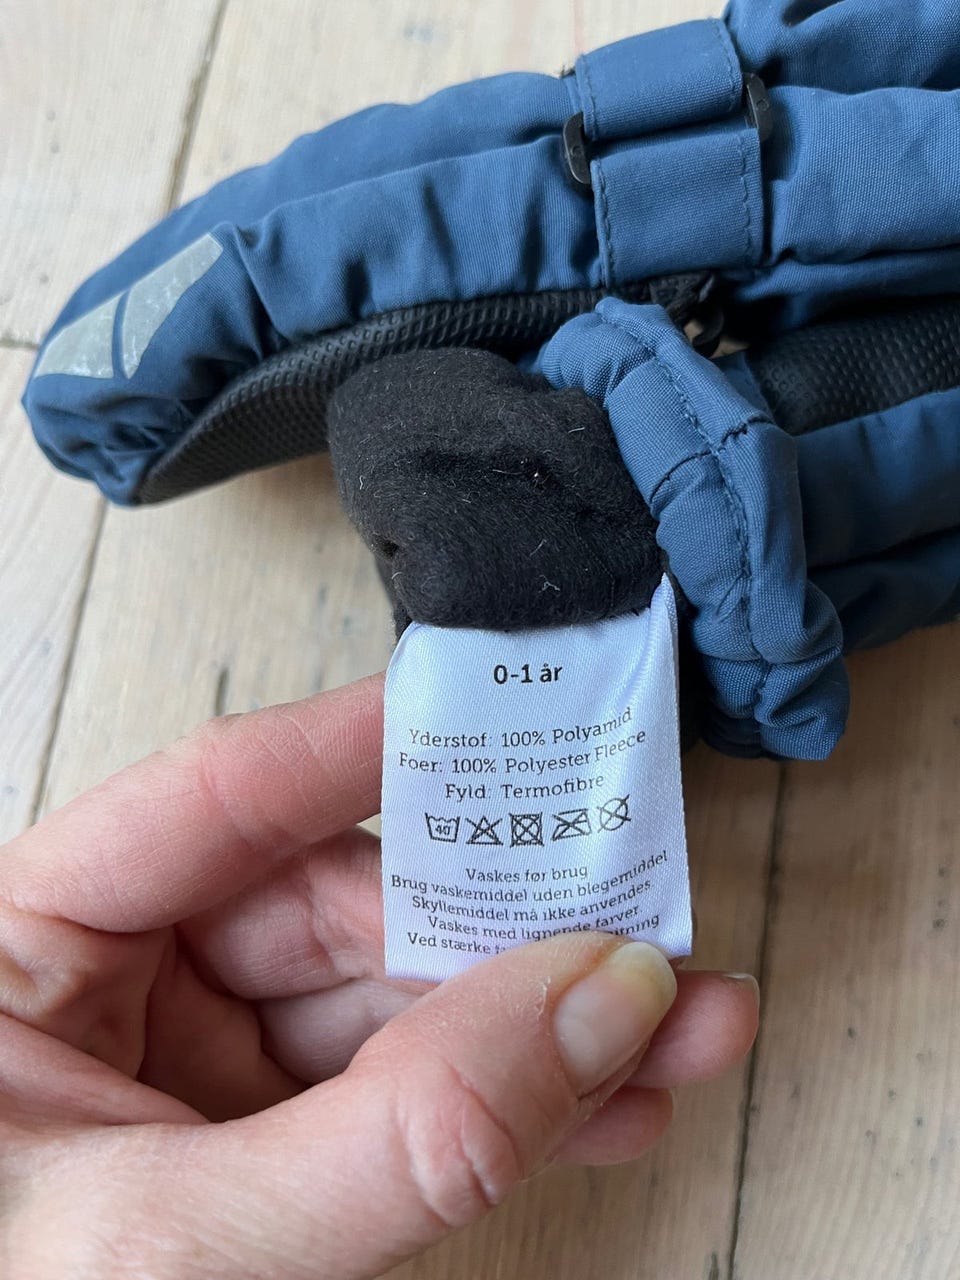 0-1 år
Yderstof: 100% Polyamid
Foer: 100% Polyester Fleece
Fyld: Termofibre
40
Vaskes før brug
Brug vaskemiddel uden blegemiddel
Skyllemiddel må ikke anvendes
Vaskes med lignende farver
Ved stærke